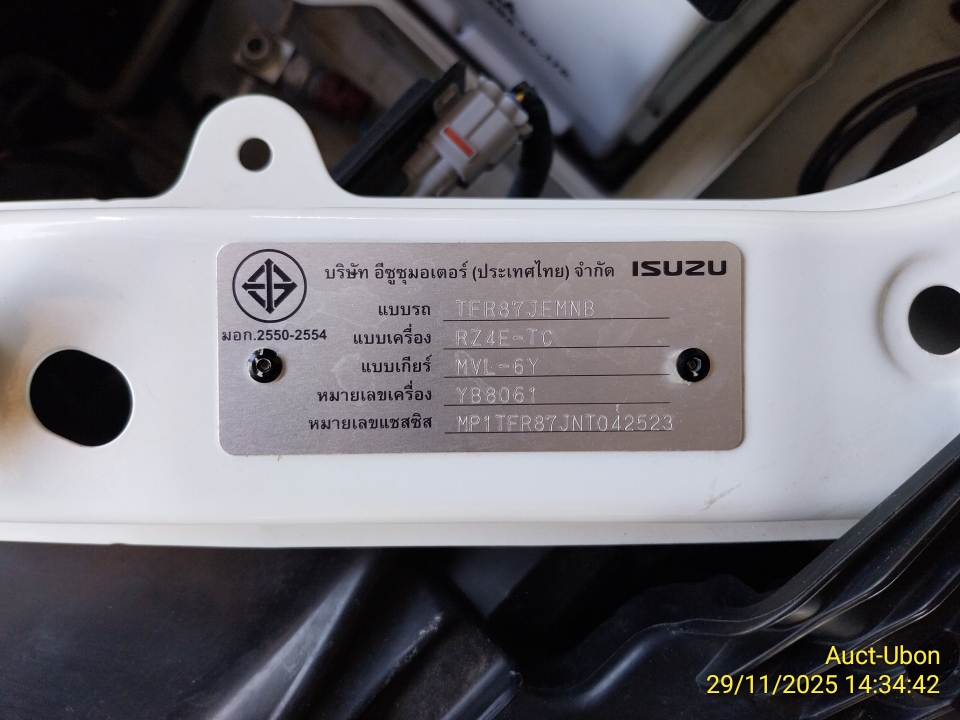 บริษัท อีซูซุมอเตอร์ (ประเทศไทย) จำกัด ISUZU
มอก.2550-2554
แบบรถ TFR87JEMNB
แบบเครื่อง RZ4E-TC
แบบเกียร์ MVL-6Y
หมายเลขเครื่อง YB8061
หมายเลขแชสซิส MP1TFR87JNT042523
Auct-Ubon
29/11/2025 14:34:42